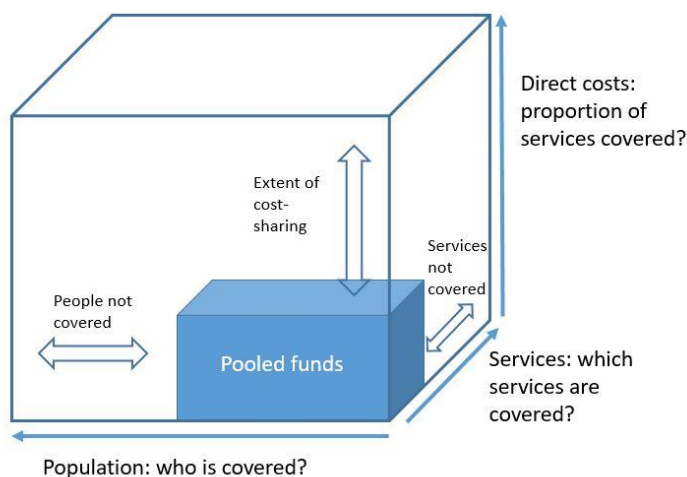 Direct costs:
proportion of
services covered?
Extent of
cost-
sharing
Services
not
covered
People not
covered
Pooled funds
Services: which
services are
covered?
Population: who is covered?